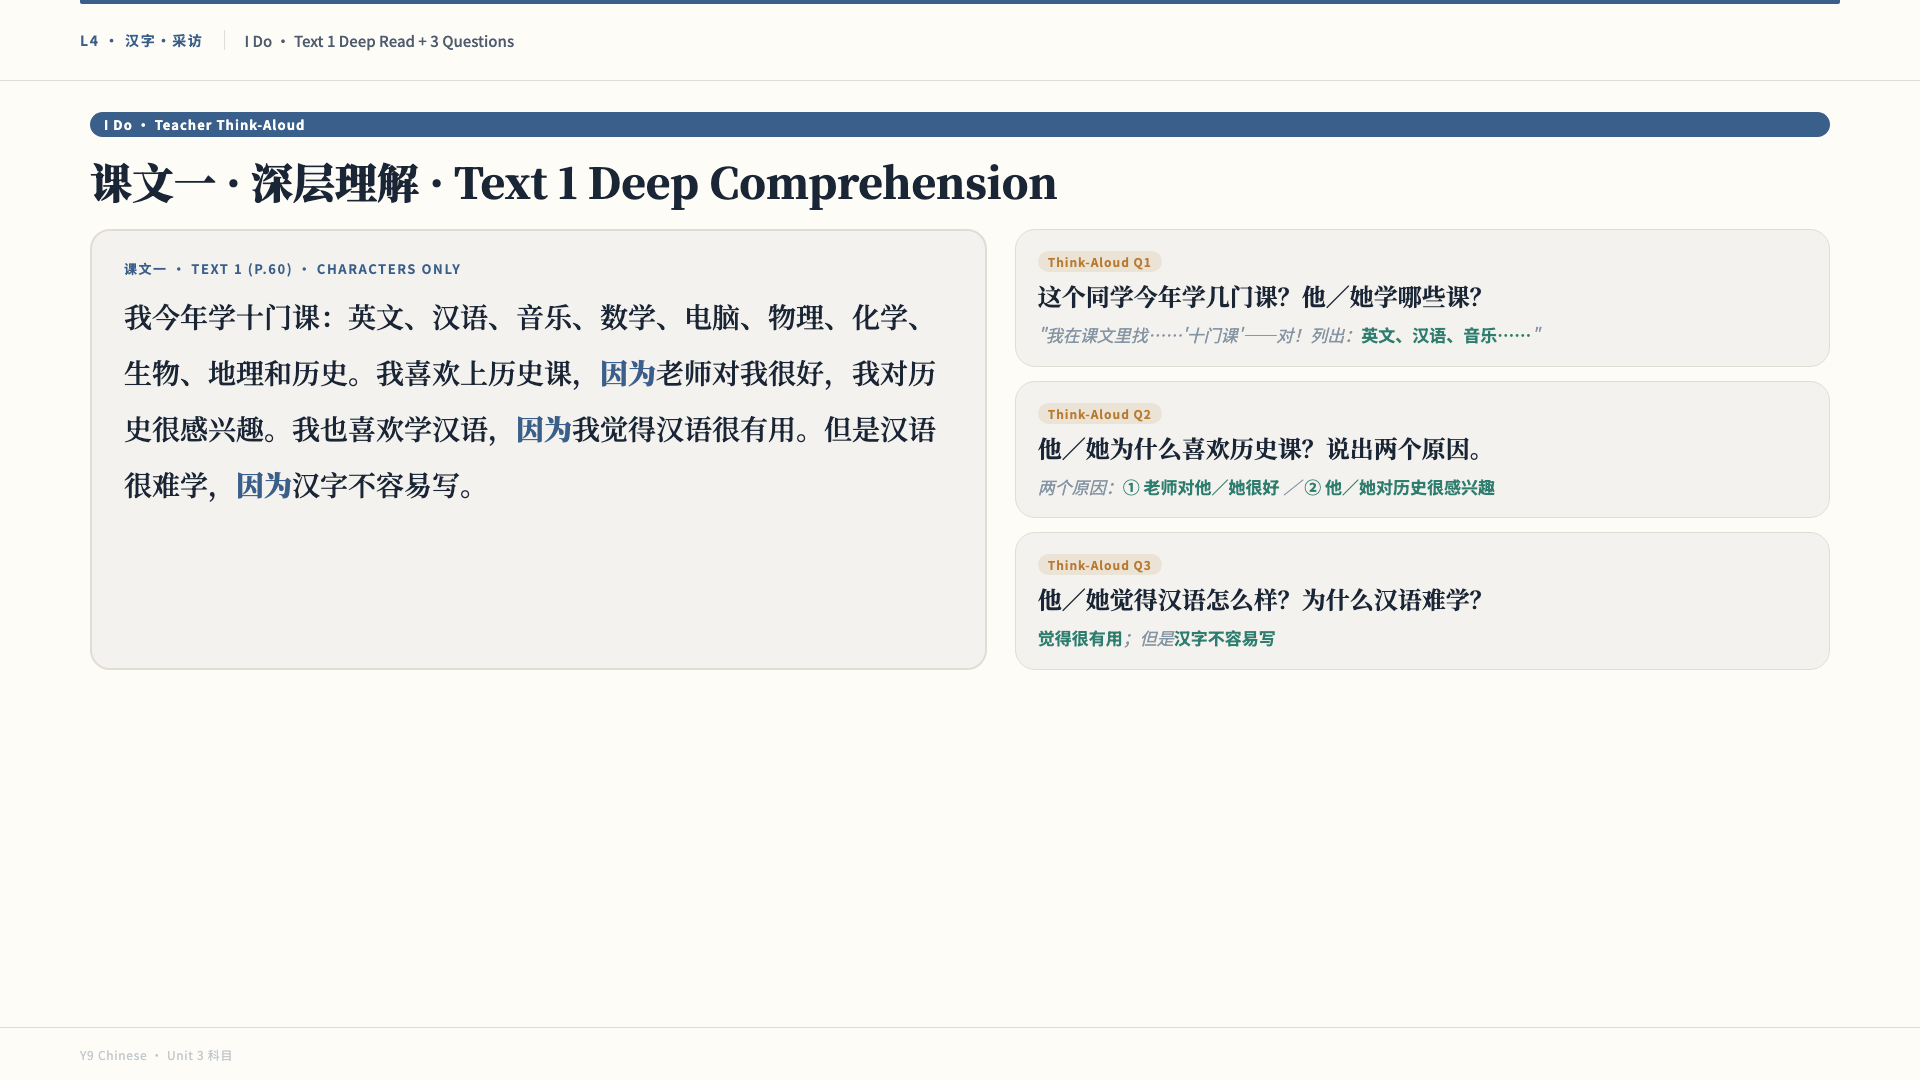 L4 • 汉字・采访
I Do • Text 1 Deep Read + 3 Questions
I Do • Teacher Think-Aloud
课文一 · 深层理解 · Text 1 Deep Comprehension
课文一 • TEXT 1 (P.60) • CHARACTERS ONLY
我今年学十门课：英文、汉语、音乐、数学、电脑、物理、化学、
生物、地理和历史。我喜欢上历史课，因为老师对我很好，我对历
史很感兴趣。我也喜欢学汉语，因为我觉得汉语很有用。但是汉语
很难学，因为汉字不容易写。
Think-Aloud Q1
这个同学今年学几门课？他／她学哪些课？
"我在课文里找……'十门课'——对！列出：英文、汉语、音乐……"
Think-Aloud Q2
他／她为什么喜欢历史课？说出两个原因。
两个原因：① 老师对他／她很好 ／② 他／她对历史很感兴趣
Think-Aloud Q3
他／她觉得汉语怎么样？为什么汉语难学？
觉得很有用；但是汉字不容易写
Y9 Chinese • Unit 3 科目